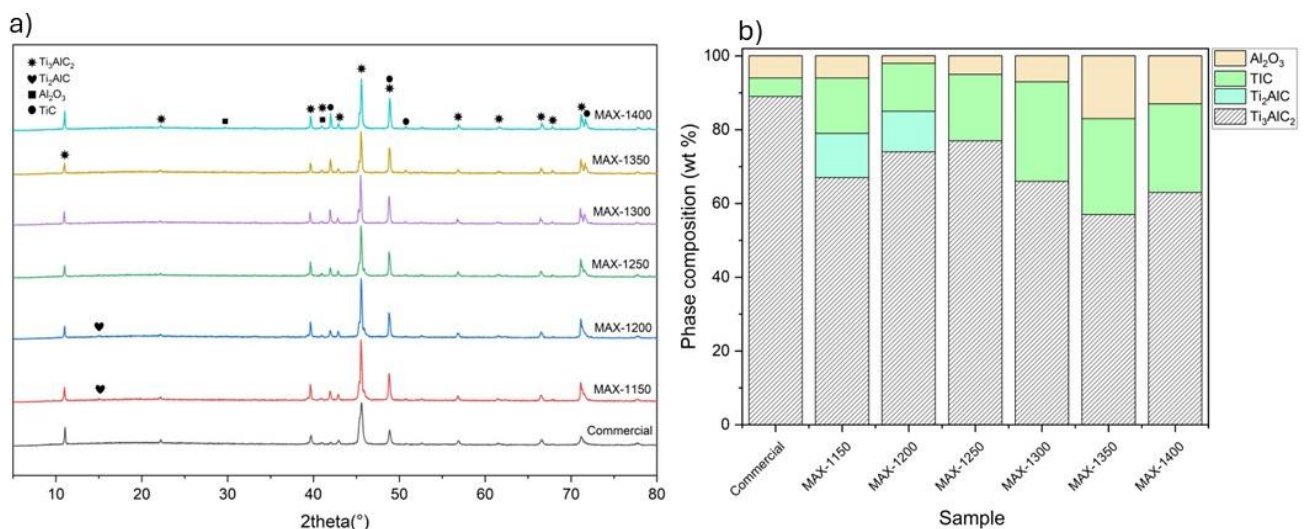 a)
✷ Ti₃AlC₂
♥ Ti₂AlC
■ Al₂O₃
● TiC
MAX-1400
MAX-1350
MAX-1300
MAX-1250
MAX-1200
MAX-1150
Commercial
10 20 30 40 50 60 70 80
2theta(°)
b)
Phase composition (wt %)
100
80
60
40
20
0
Commercial
MAX-1150
MAX-1200
MAX-1250
MAX-1300
MAX-1350
MAX-1400
Sample
Al₂O₃
TIC
Ti₂AlC
Ti₃AlC₂